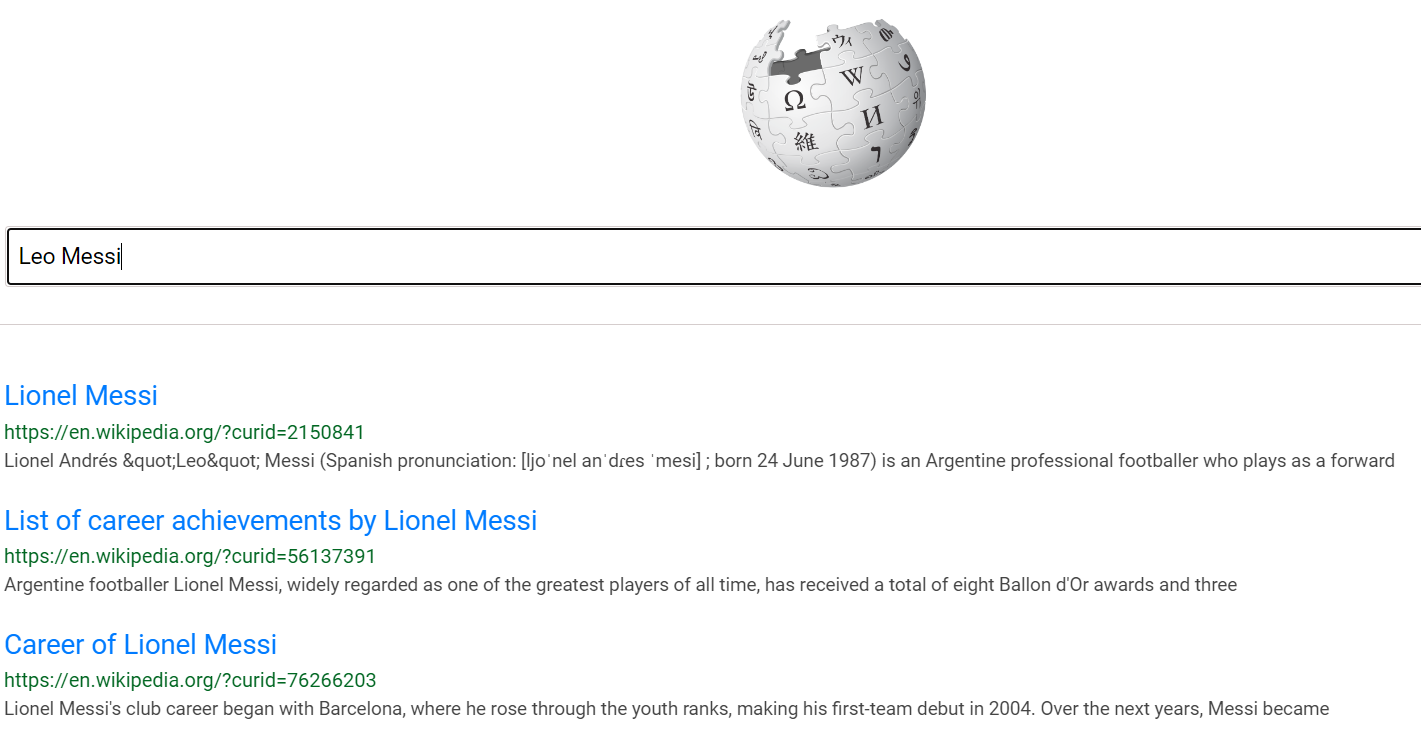 Ω W И 維 ウィ 7
Leo Messi
Lionel Messi
https://en.wikipedia.org/?curid=2150841
Lionel Andrés &quot;Leo&quot; Messi (Spanish pronunciation: [ljoˈnel anˈdɾes ˈmesi] ; born 24 June 1987) is an Argentine professional footballer who plays as a forward
List of career achievements by Lionel Messi
https://en.wikipedia.org/?curid=56137391
Argentine footballer Lionel Messi, widely regarded as one of the greatest players of all time, has received a total of eight Ballon d'Or awards and three
Career of Lionel Messi
https://en.wikipedia.org/?curid=76266203
Lionel Messi's club career began with Barcelona, where he rose through the youth ranks, making his first-team debut in 2004. Over the next years, Messi became